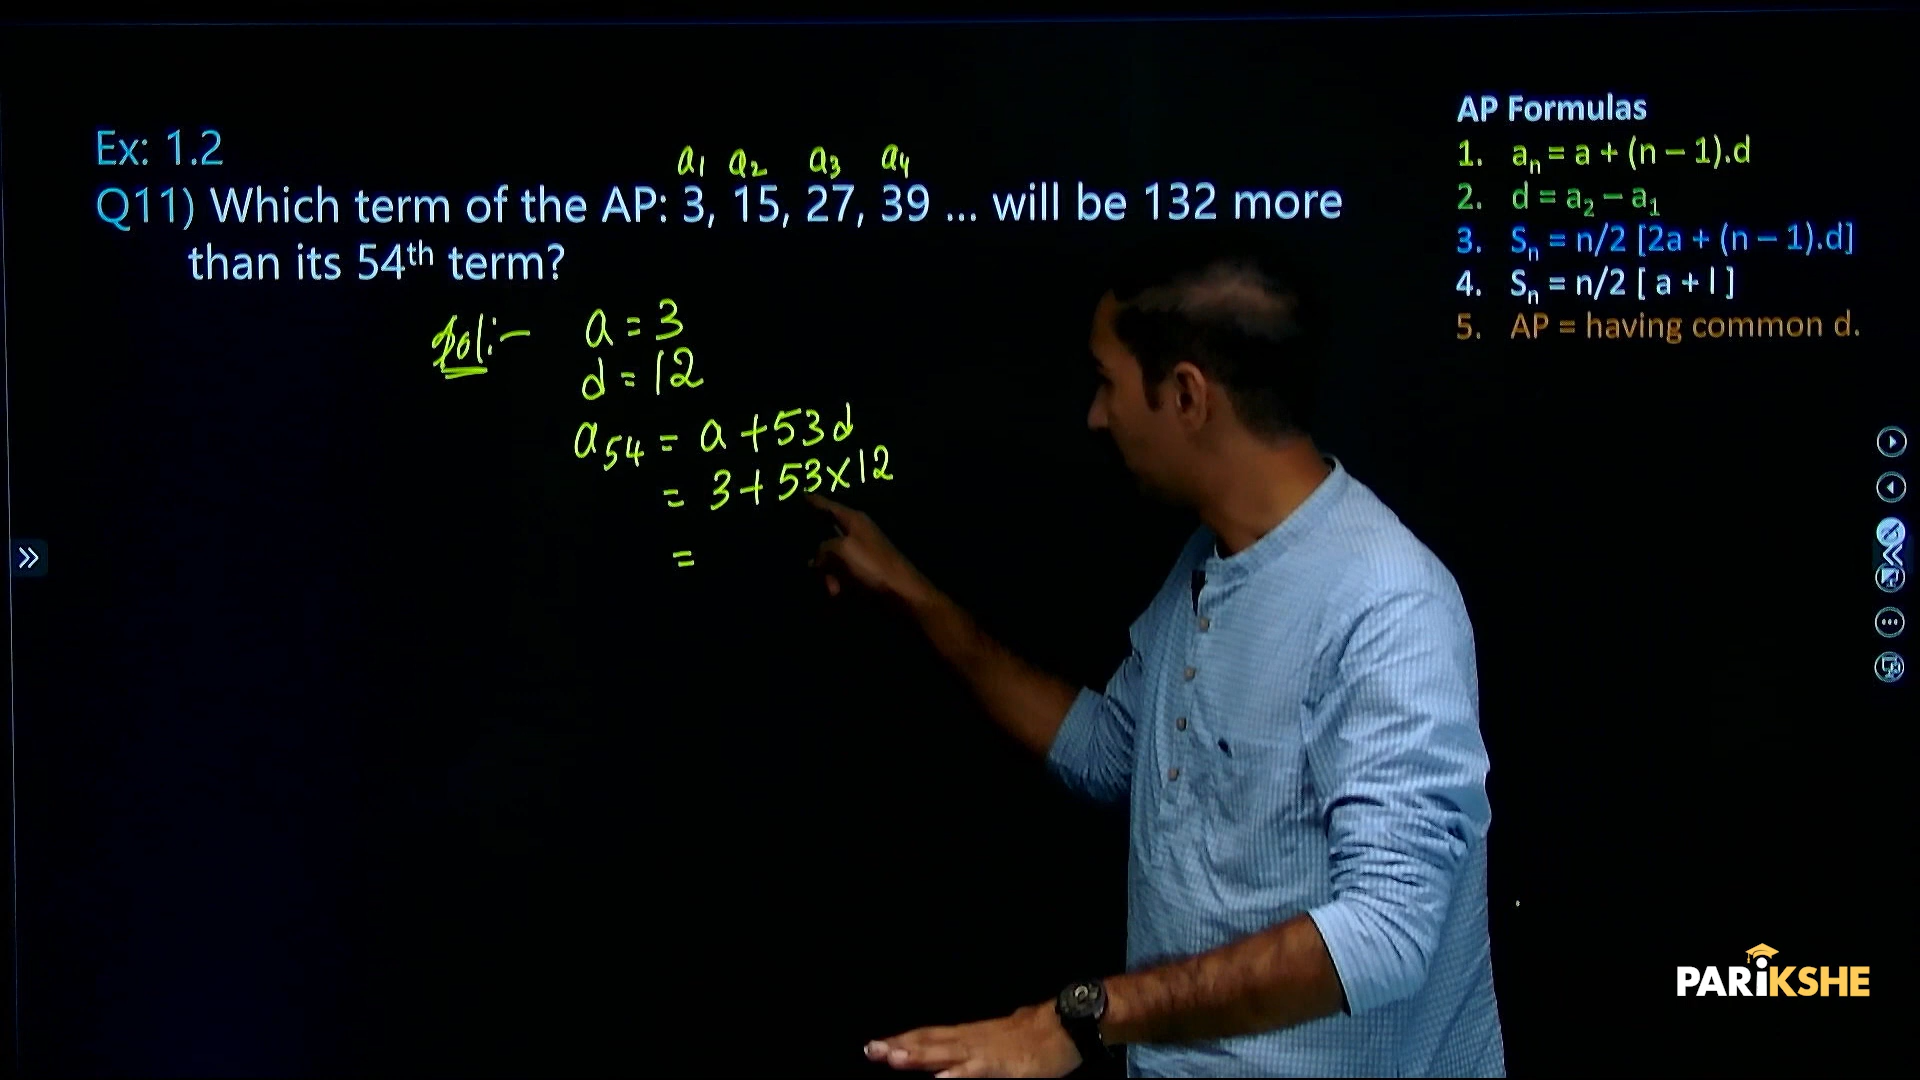 Ex: 1.2
a₁ a₂ a₃ a₄
Q11) Which term of the AP: 3, 15, 27, 39 ... will be 132 more
than its 54ᵗʰ term?
Sol:-
a = 3
d = 12
a₅₄ = a + 53d
= 3 + 53 × 12
=
AP Formulas
1. aₙ = a + (n – 1).d
2. d = a₂ – a₁
3. Sₙ = n/2 [2a + (n – 1).d]
4. Sₙ = n/2 [ a + l ]
5. AP = having common d.
PARiKSHE